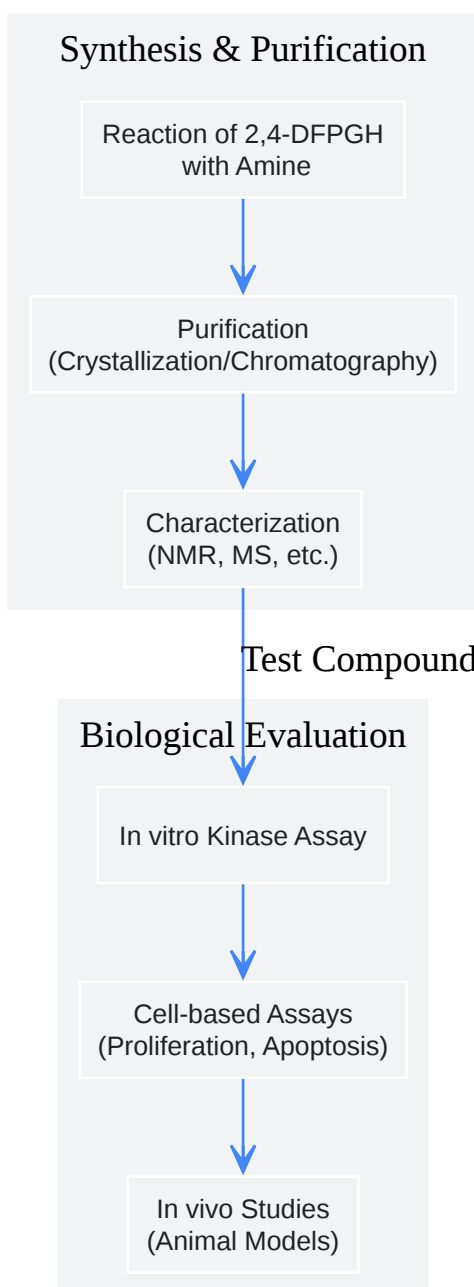 Synthesis & Purification
Reaction of 2,4-DFPGH
with Amine
Purification
(Crystallization/Chromatography)
Characterization
(NMR, MS, etc.)
Test Compound
Biological Evaluation
In vitro Kinase Assay
Cell-based Assays
(Proliferation, Apoptosis)
In vivo Studies
(Animal Models)